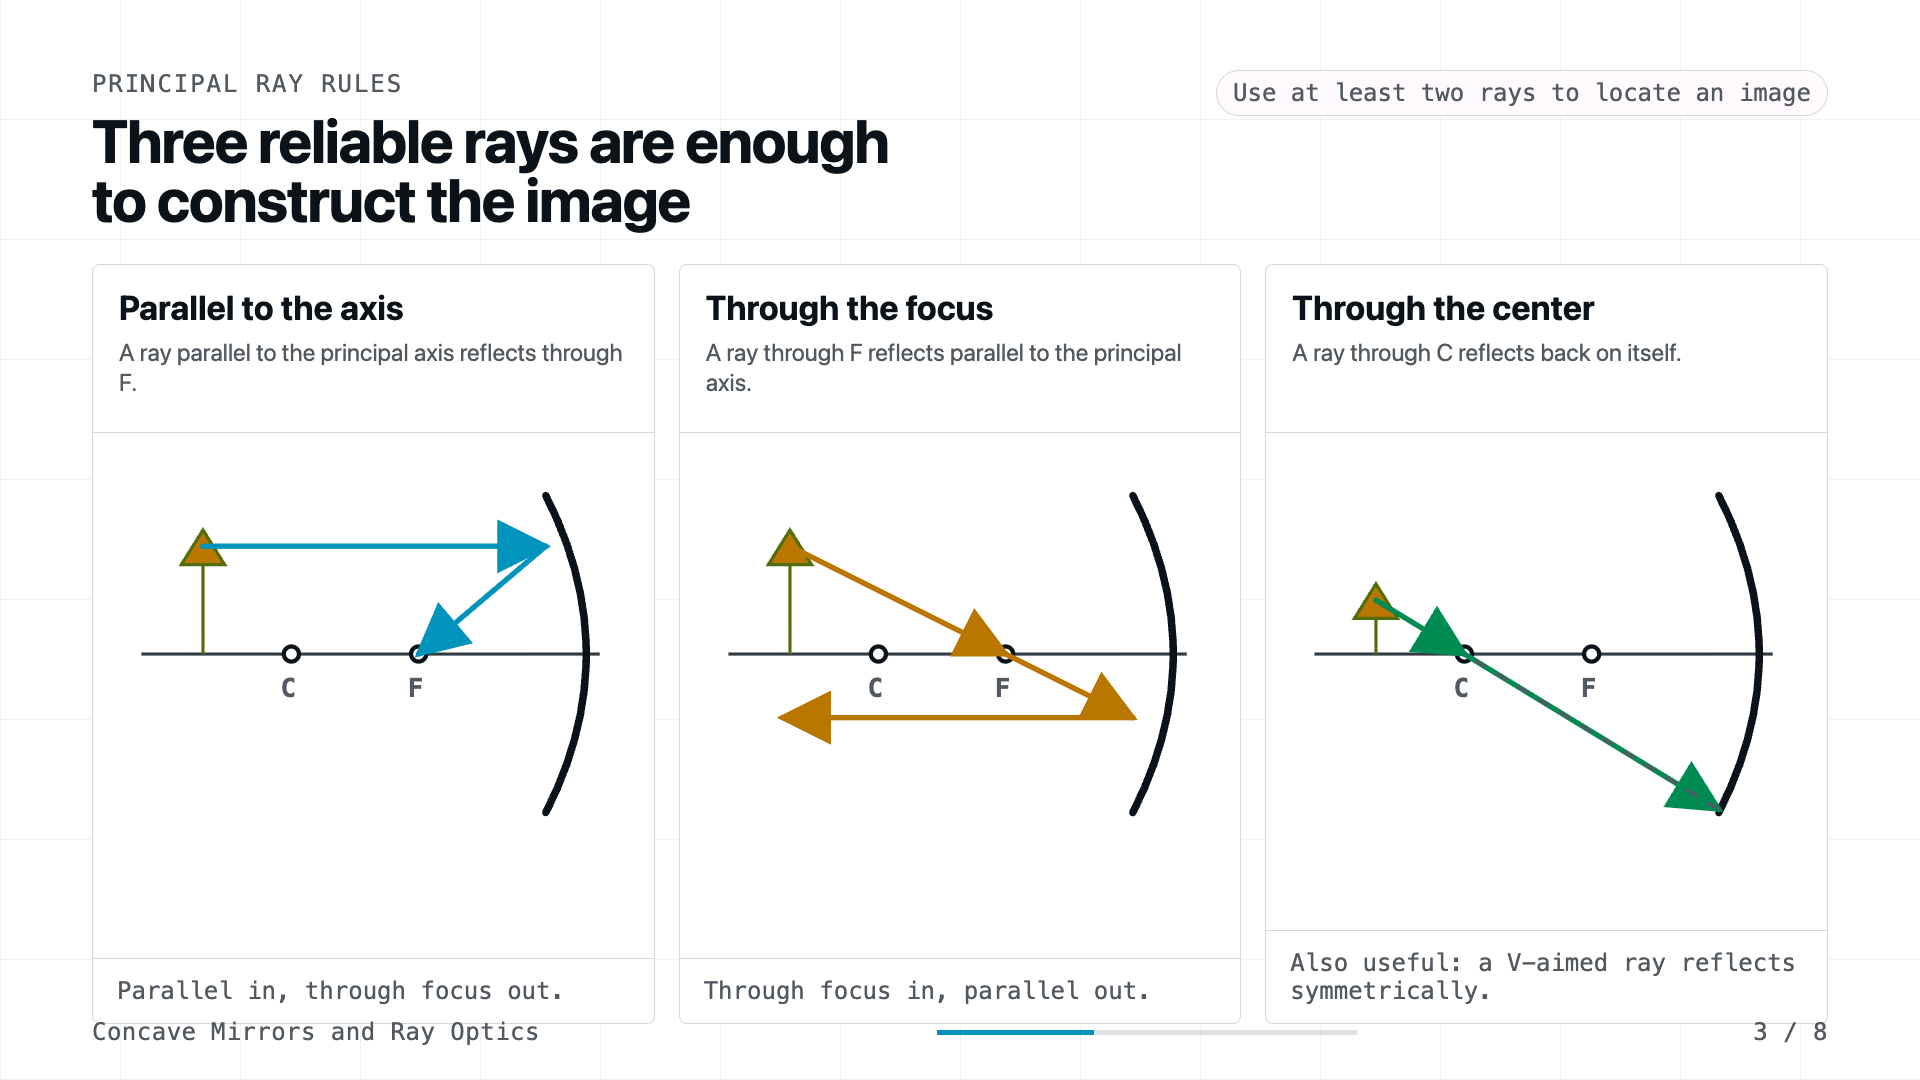 PRINCIPAL RAY RULES
Use at least two rays to locate an image
Three reliable rays are enough
to construct the image
Parallel to the axis
A ray parallel to the principal axis reflects through
F.
C
F
Parallel in, through focus out.
Through the focus
A ray through F reflects parallel to the principal
axis.
C
F
Through focus in, parallel out.
Through the center
A ray through C reflects back on itself.
C
F
Also useful: a V–aimed ray reflects
symmetrically.
Concave Mirrors and Ray Optics
3 / 8